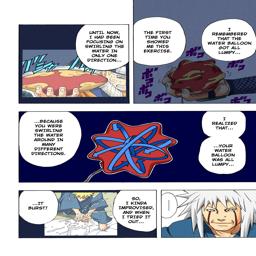 I
REMEMBERED
THAT THE
WATER BALLOON
GOT ALL
LUMPY...
THE FIRST
TIME YOU
SHOWED
ME THIS
EXERCISE.
UNTIL NOW,
I HAD BEEN
FOCUSING ON
SWIRLING THE
WATER IN
ONLY ONE
DIRECTION...
I
REALIZED
THAT...
...YOUR
WATER
BALLOON
WAS ALL
LUMPY...
...BECAUSE
YOU WERE
SWIRLING
THE WATER
AROUND IN
MANY
DIFFERENT
DIRECTIONS.
SO,
I KINDA
IMPROVISED,
AND WHEN
I TRIED IT
OUT...
...IT
BURST!